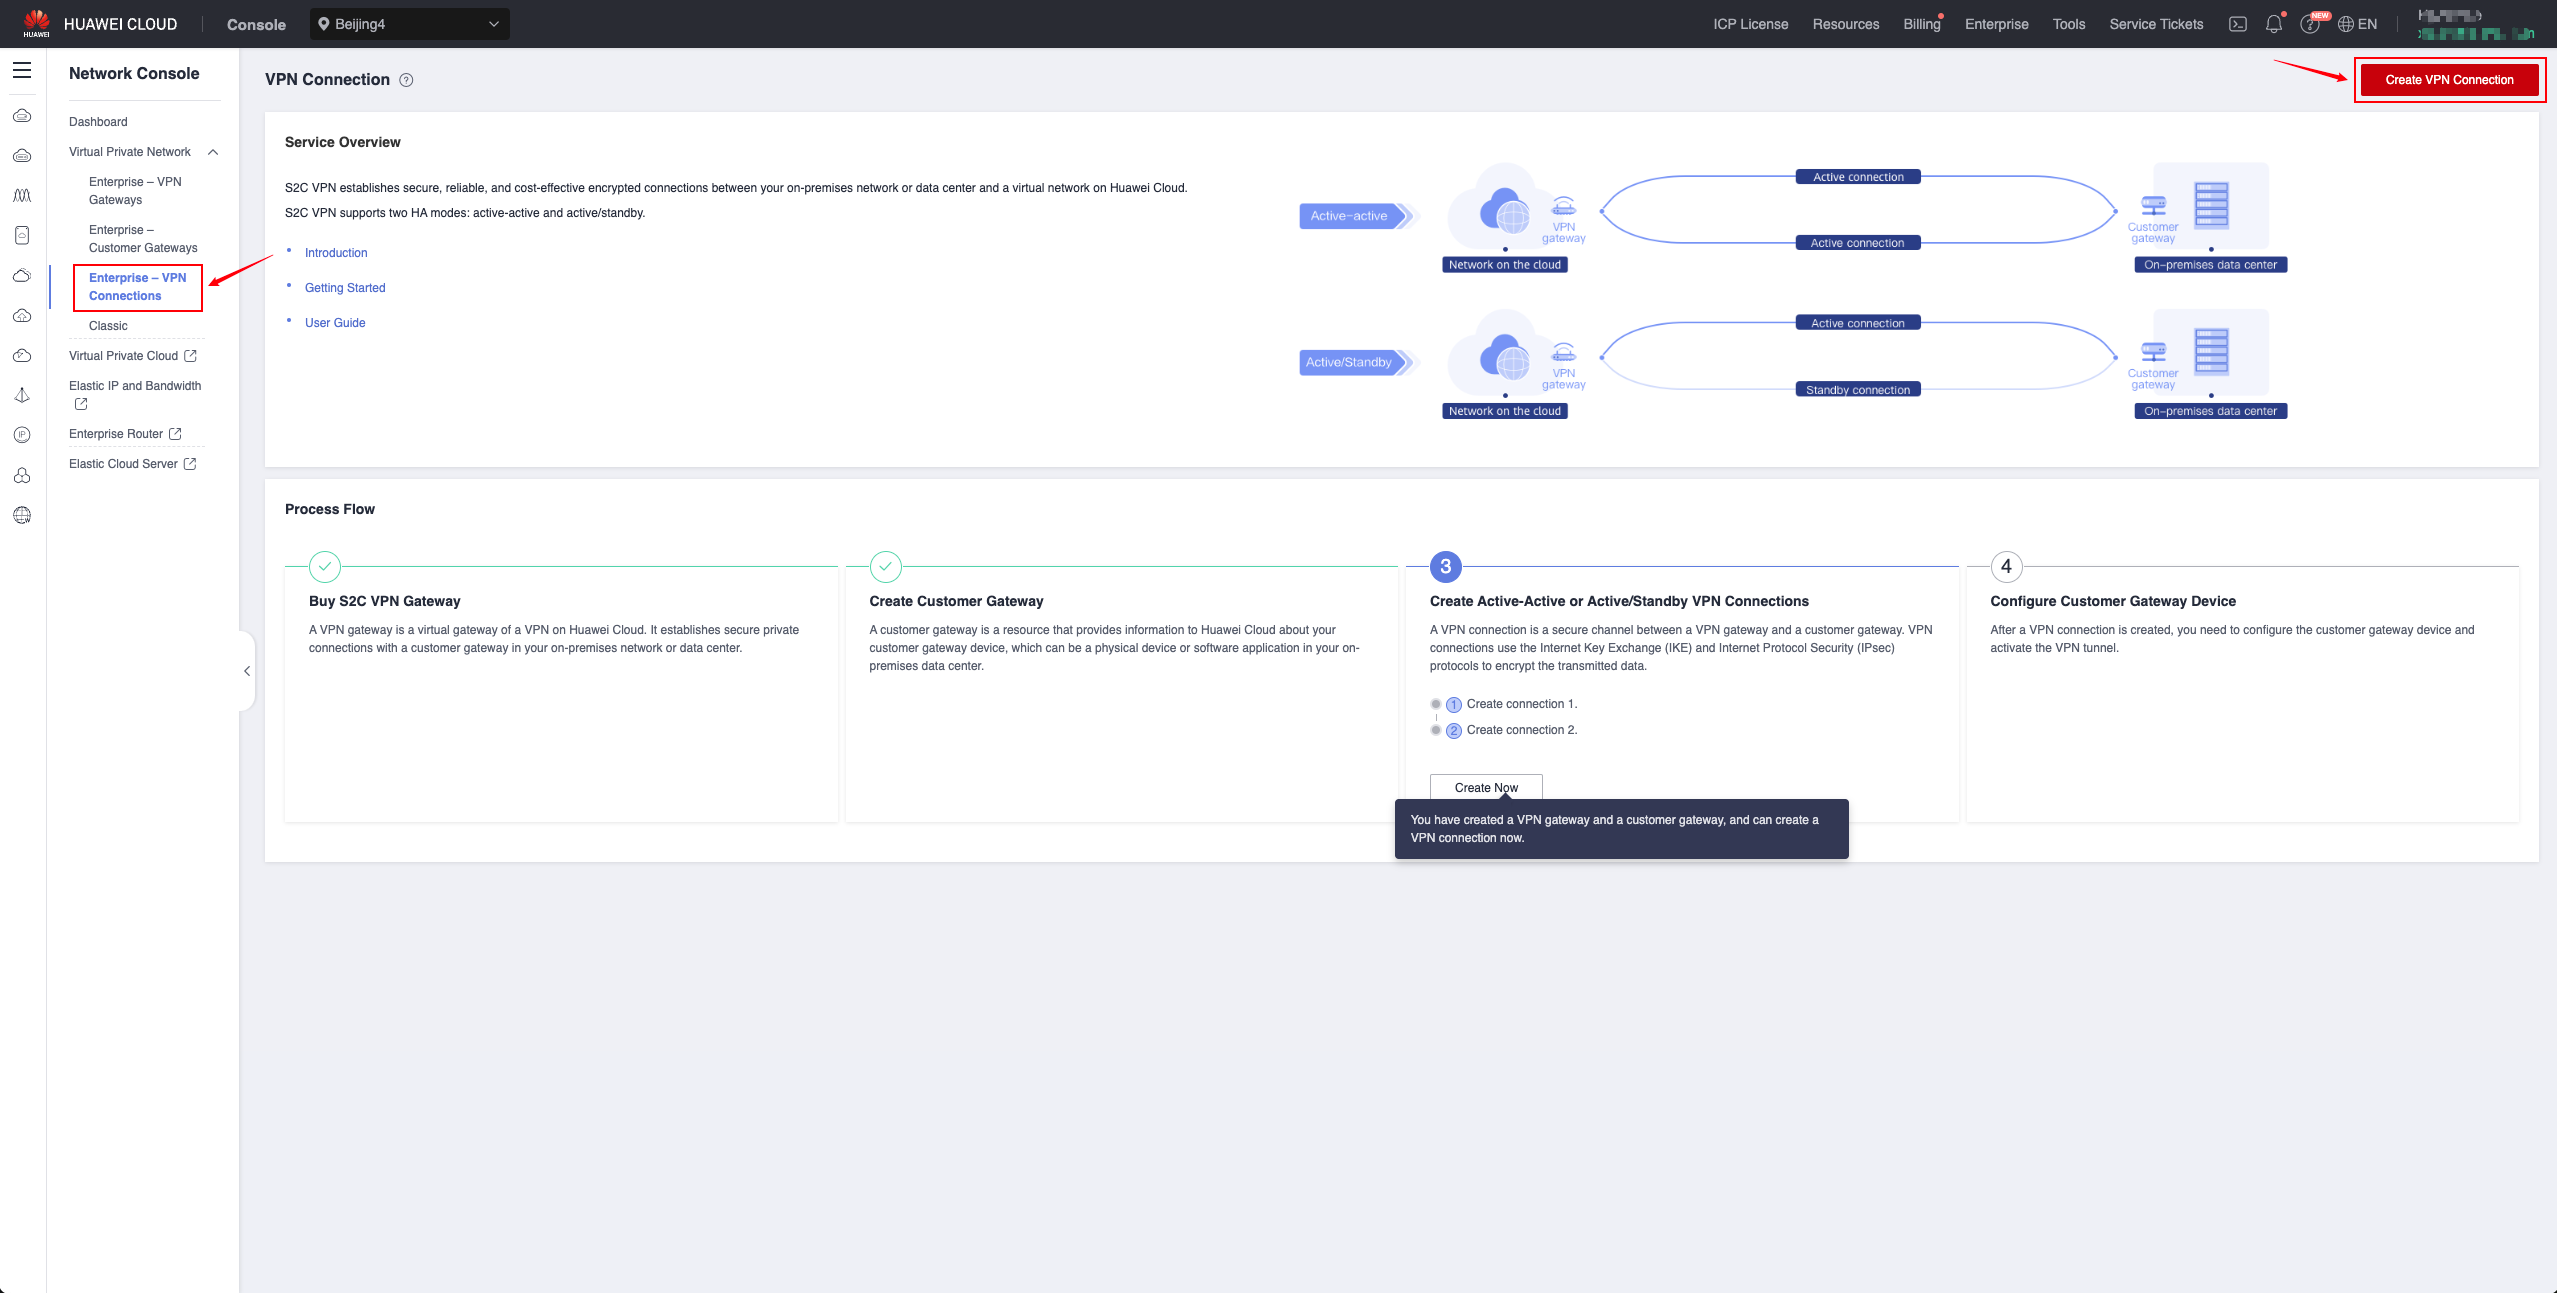 HUAWEI
HUAWEI CLOUD
Console
Beijing4
ICP License
Resources
Billing
Enterprise
Tools
Service Tickets
NEW
EN
Network Console
Dashboard
Virtual Private Network
Enterprise – VPN
Gateways
Enterprise –
Customer Gateways
Enterprise – VPN
Connections
Classic
Virtual Private Cloud
Elastic IP and Bandwidth
Enterprise Router
Elastic Cloud Server
IP
VPN Connection
?
Create VPN Connection
Service Overview
S2C VPN establishes secure, reliable, and cost-effective encrypted connections between your on-premises network or data center and a virtual network on Huawei Cloud.
S2C VPN supports two HA modes: active-active and active/standby.
Introduction
Getting Started
User Guide
Active–active
VPN
gateway
Network on the cloud
Active connection
Active connection
Customer
gateway
On–premises data center
Active/Standby
VPN
gateway
Network on the cloud
Active connection
Standby connection
Customer
gateway
On–premises data center
Process Flow
Buy S2C VPN Gateway
A VPN gateway is a virtual gateway of a VPN on Huawei Cloud. It establishes secure private
connections with a customer gateway in your on-premises network or data center.
Create Customer Gateway
A customer gateway is a resource that provides information to Huawei Cloud about your
customer gateway device, which can be a physical device or software application in your on-
premises data center.
3
Create Active-Active or Active/Standby VPN Connections
A VPN connection is a secure channel between a VPN gateway and a customer gateway. VPN
connections use the Internet Key Exchange (IKE) and Internet Protocol Security (IPsec)
protocols to encrypt the transmitted data.
1 Create connection 1.
2 Create connection 2.
Create Now
You have created a VPN gateway and a customer gateway, and can create a
VPN connection now.
4
Configure Customer Gateway Device
After a VPN connection is created, you need to configure the customer gateway device and
activate the VPN tunnel.